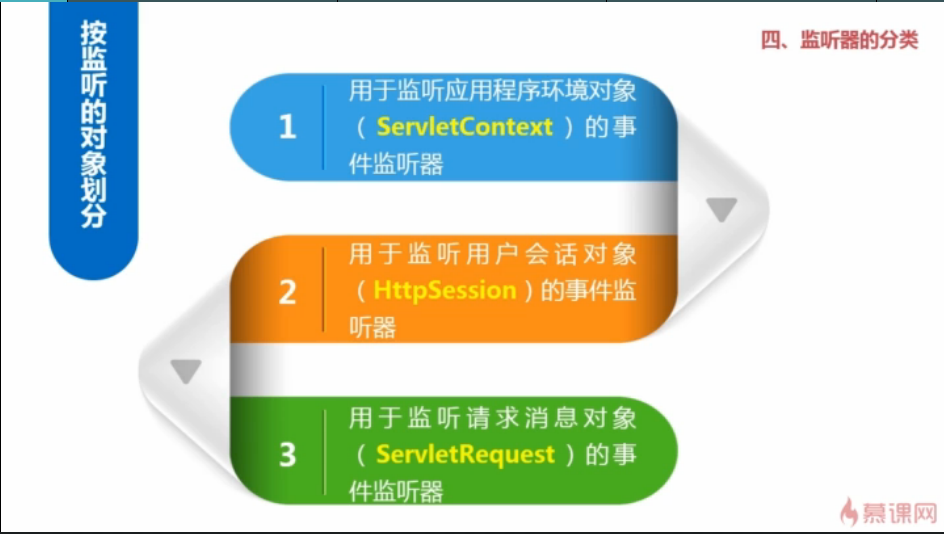 四、监听器的分类
按监听的对象划分
1
用于监听应用程序环境对象
（ServletContext）的事
件监听器
2
用于监听用户会话对象
（HttpSession）的事件监
听器
3
用于监听请求消息对象
（ServletRequest）的事
件监听器
慕课网